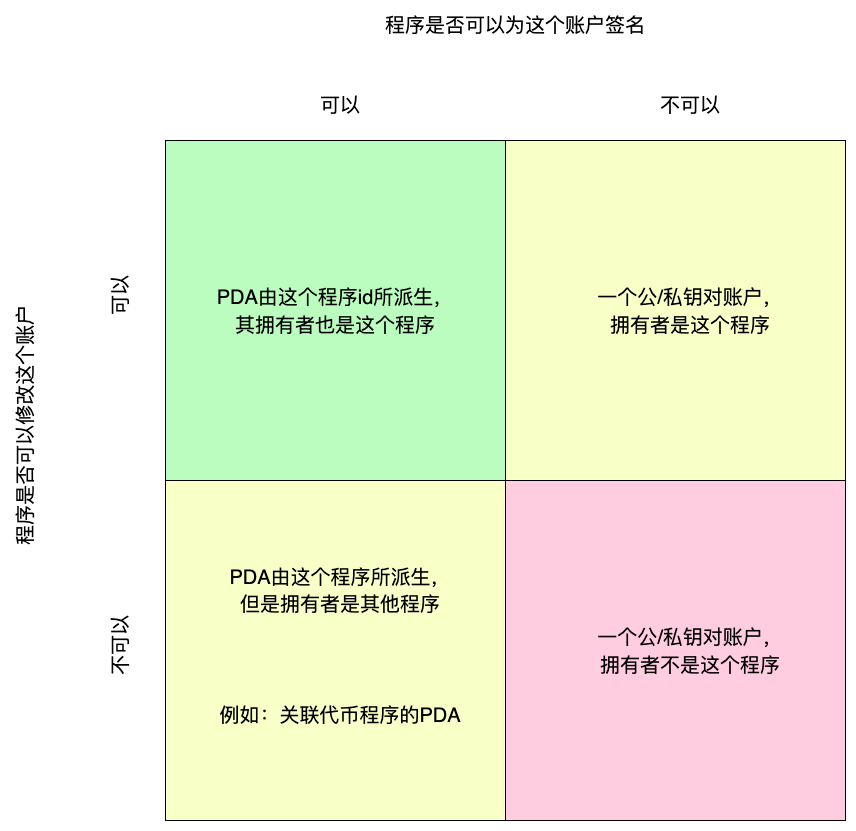 程序是否可以为这个账户签名
可以
不可以
程序是否可以修改这个账户
可以
PDA由这个程序id所派生，
其拥有者也是这个程序
一个公/私钥对账户，
拥有者是这个程序
不可以
PDA由这个程序所派生，
但是拥有者是其他程序
例如：关联代币程序的PDA
一个公/私钥对账户，
拥有者不是这个程序